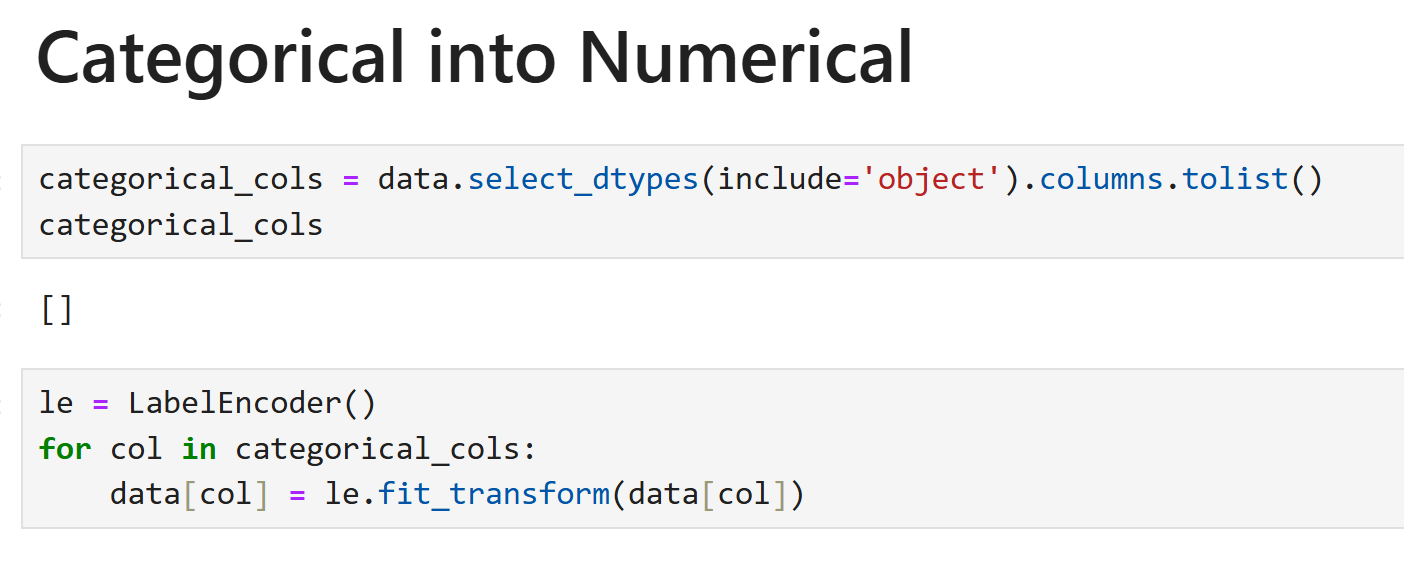 Categorical into Numerical
categorical_cols = data.select_dtypes(include='object').columns.tolist()
categorical_cols
[]
le = LabelEncoder()
for col in categorical_cols:
    data[col] = le.fit_transform(data[col])